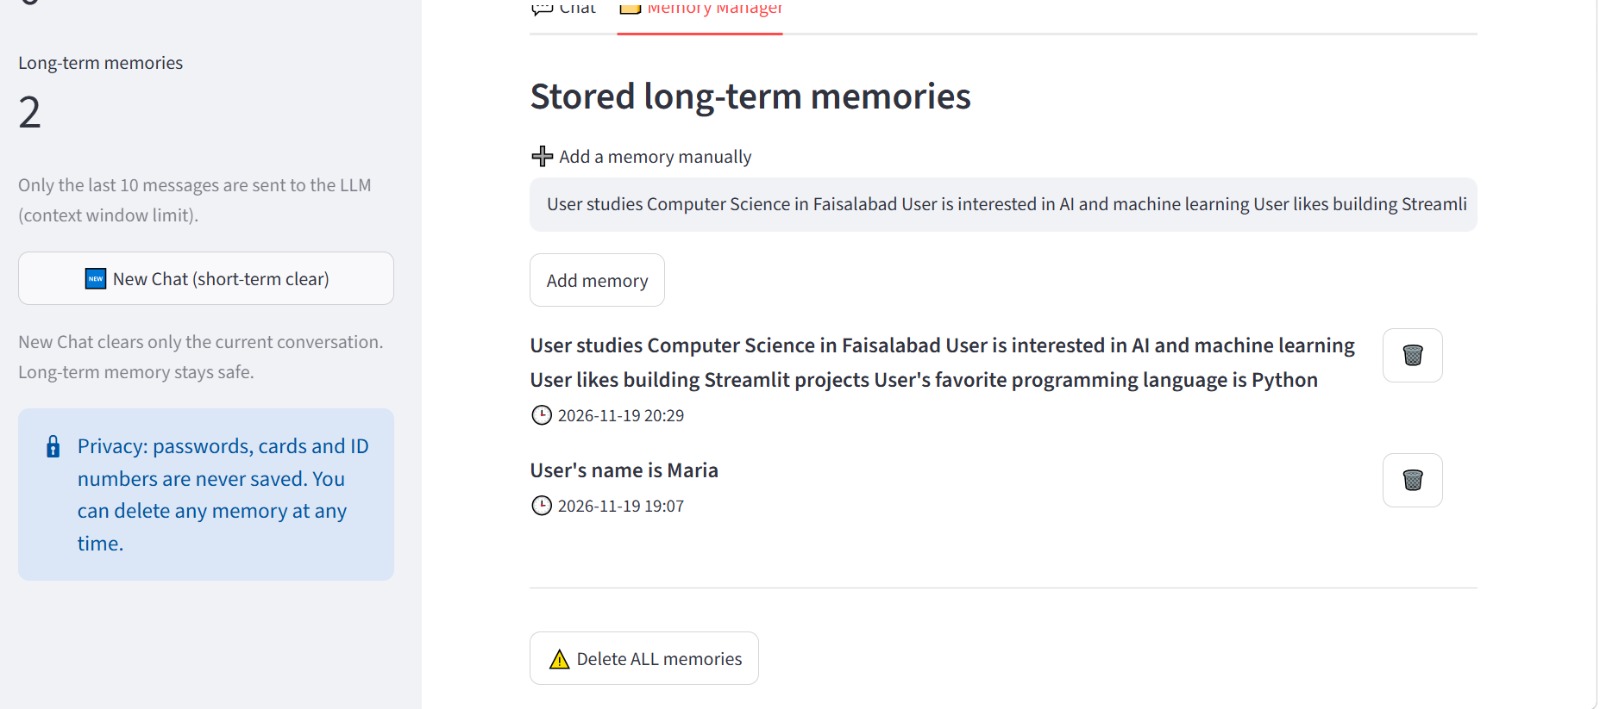 Long-term memories
2
Only the last 10 messages are sent to the LLM
(context window limit).
NEW New Chat (short-term clear)
New Chat clears only the current conversation.
Long-term memory stays safe.
Privacy: passwords, cards and ID
numbers are never saved. You
can delete any memory at any
time.
Chat Memory Manager
Stored long-term memories
Add a memory manually
User studies Computer Science in Faisalabad User is interested in AI and machine learning User likes building Streamli
Add memory
User studies Computer Science in Faisalabad User is interested in AI and machine learning
User likes building Streamlit projects User's favorite programming language is Python
2026-11-19 20:29
User's name is Maria
2026-11-19 19:07
Delete ALL memories